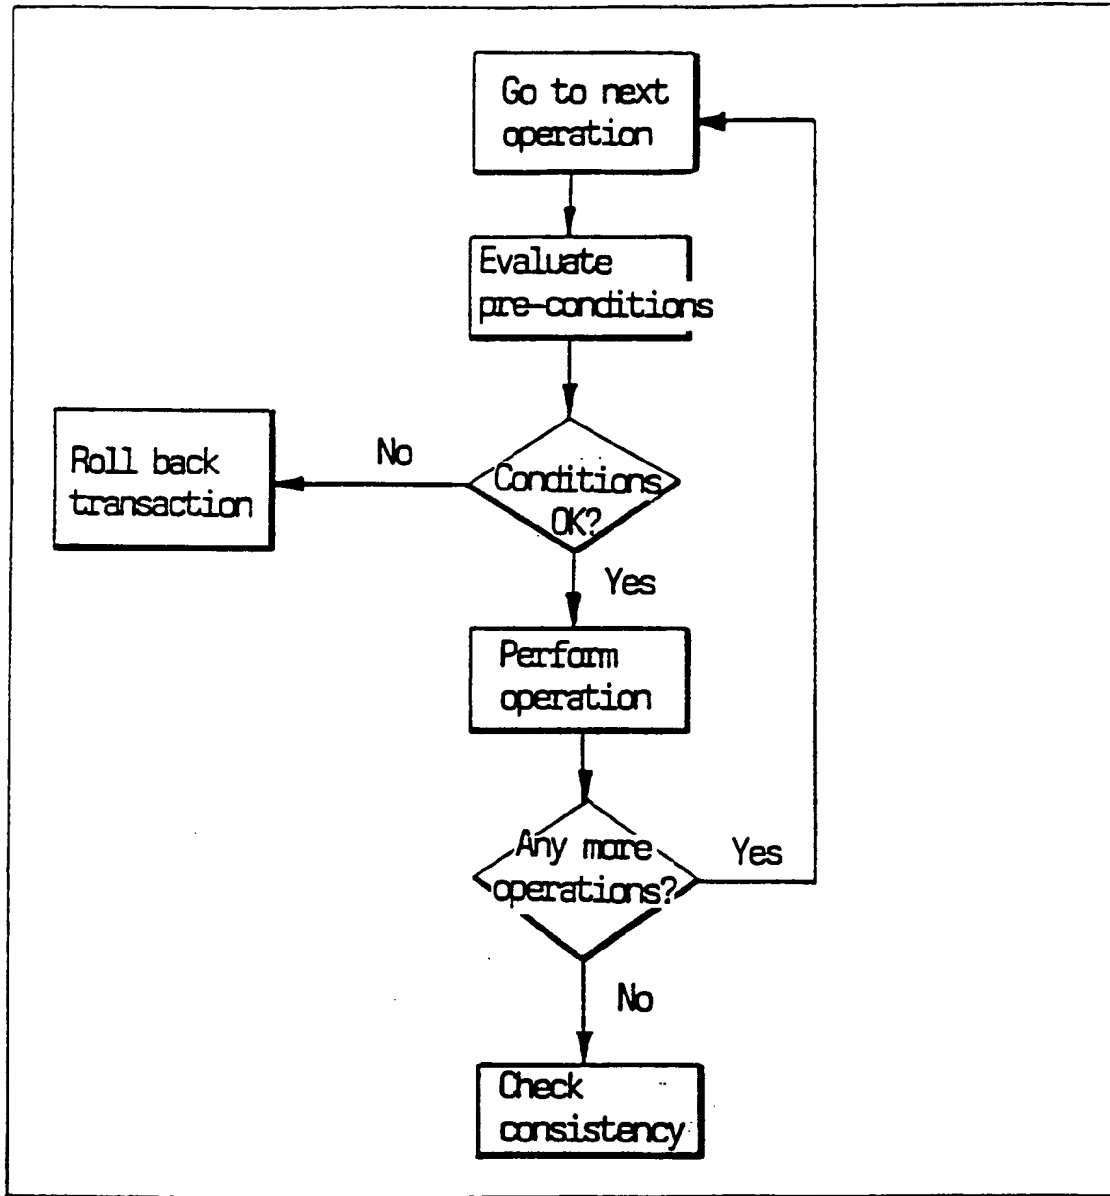 Go to next
operation
Evaluate
pre-conditions
Roll back
transaction
No
Conditions
OK?
Yes
Perform
operation
Any more
operations?
Yes
No
Check
consistency